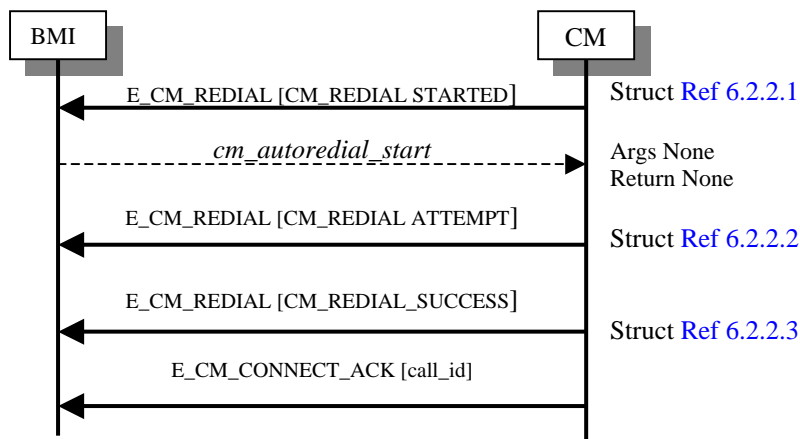 BMI
CM
E_CM_REDIAL [CM_REDIAL STARTED]
Struct Ref 6.2.2.1
cm_autoredial_start
Args None
Return None
E_CM_REDIAL [CM_REDIAL ATTEMPT]
Struct Ref 6.2.2.2
E_CM_REDIAL [CM_REDIAL_SUCCESS]
Struct Ref 6.2.2.3
E_CM_CONNECT_ACK [call_id]